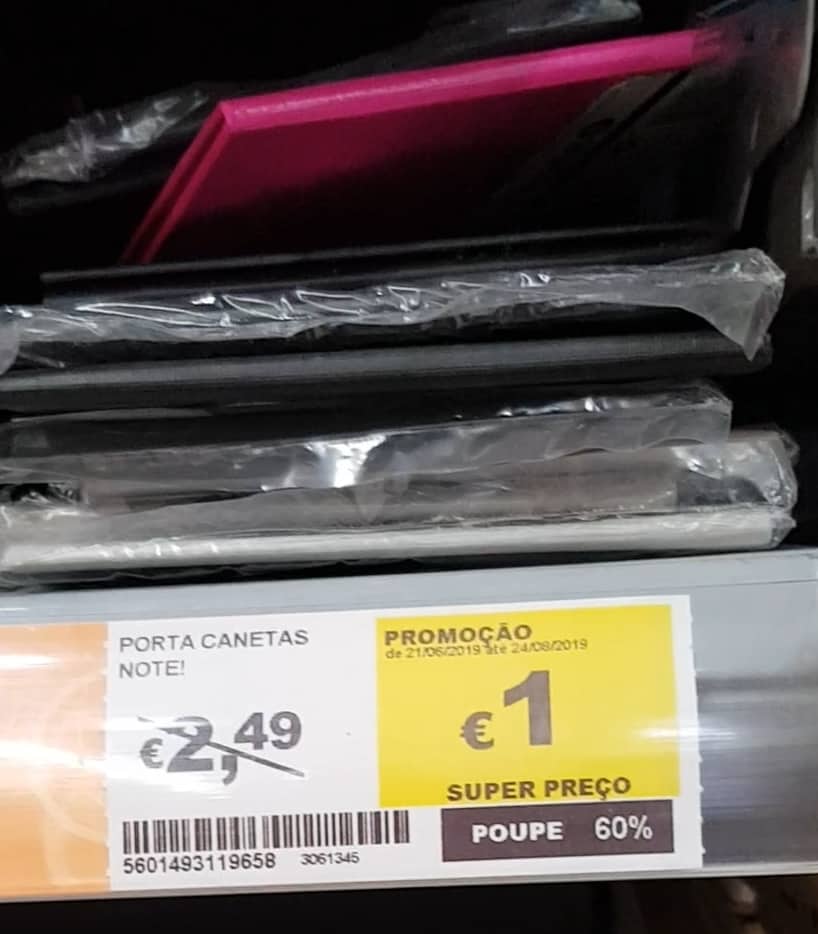 PORTA CANETAS
NOTE!
€2,49
5601493119658 3061345
PROMOÇÃO
de 21/06/2019 até 24/08/2019
€1
SUPER PREÇO
POUPE 60%